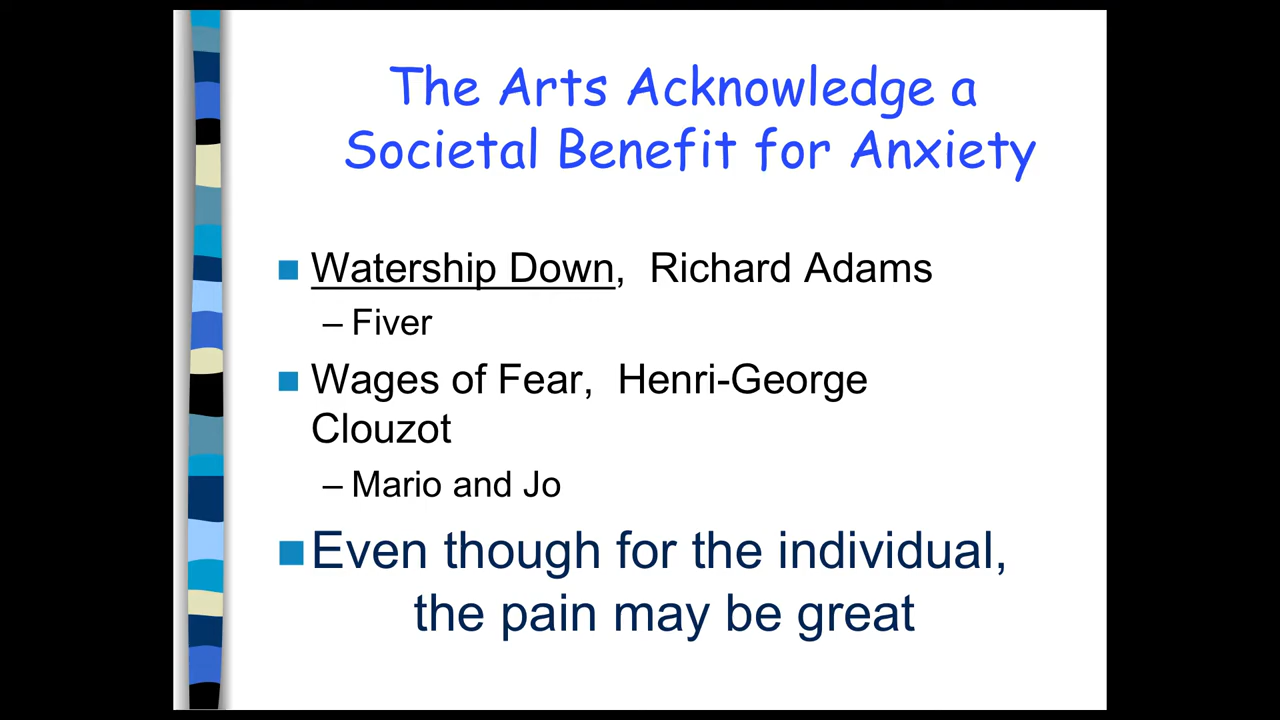 The Arts Acknowledge a
Societal Benefit for Anxiety
Watership Down, Richard Adams
– Fiver
Wages of Fear, Henri-George
Clouzot
– Mario and Jo
Even though for the individual,
the pain may be great